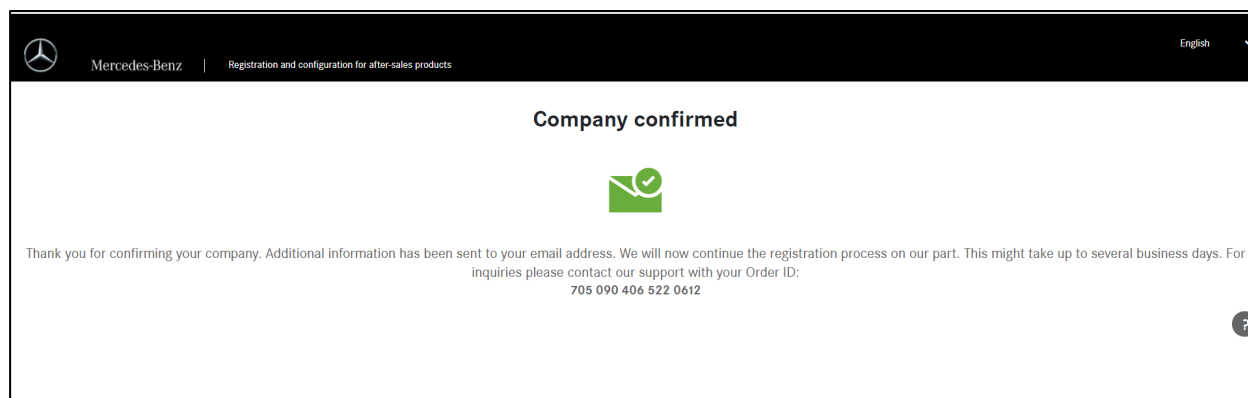 English
Mercedes-Benz
Registration and configuration for after-sales products
Company confirmed
Thank you for confirming your company. Additional information has been sent to your email address. We will now continue the registration process on our part. This might take up to several business days. For
inquiries please contact our support with your Order ID:
705 090 406 522 0612
?